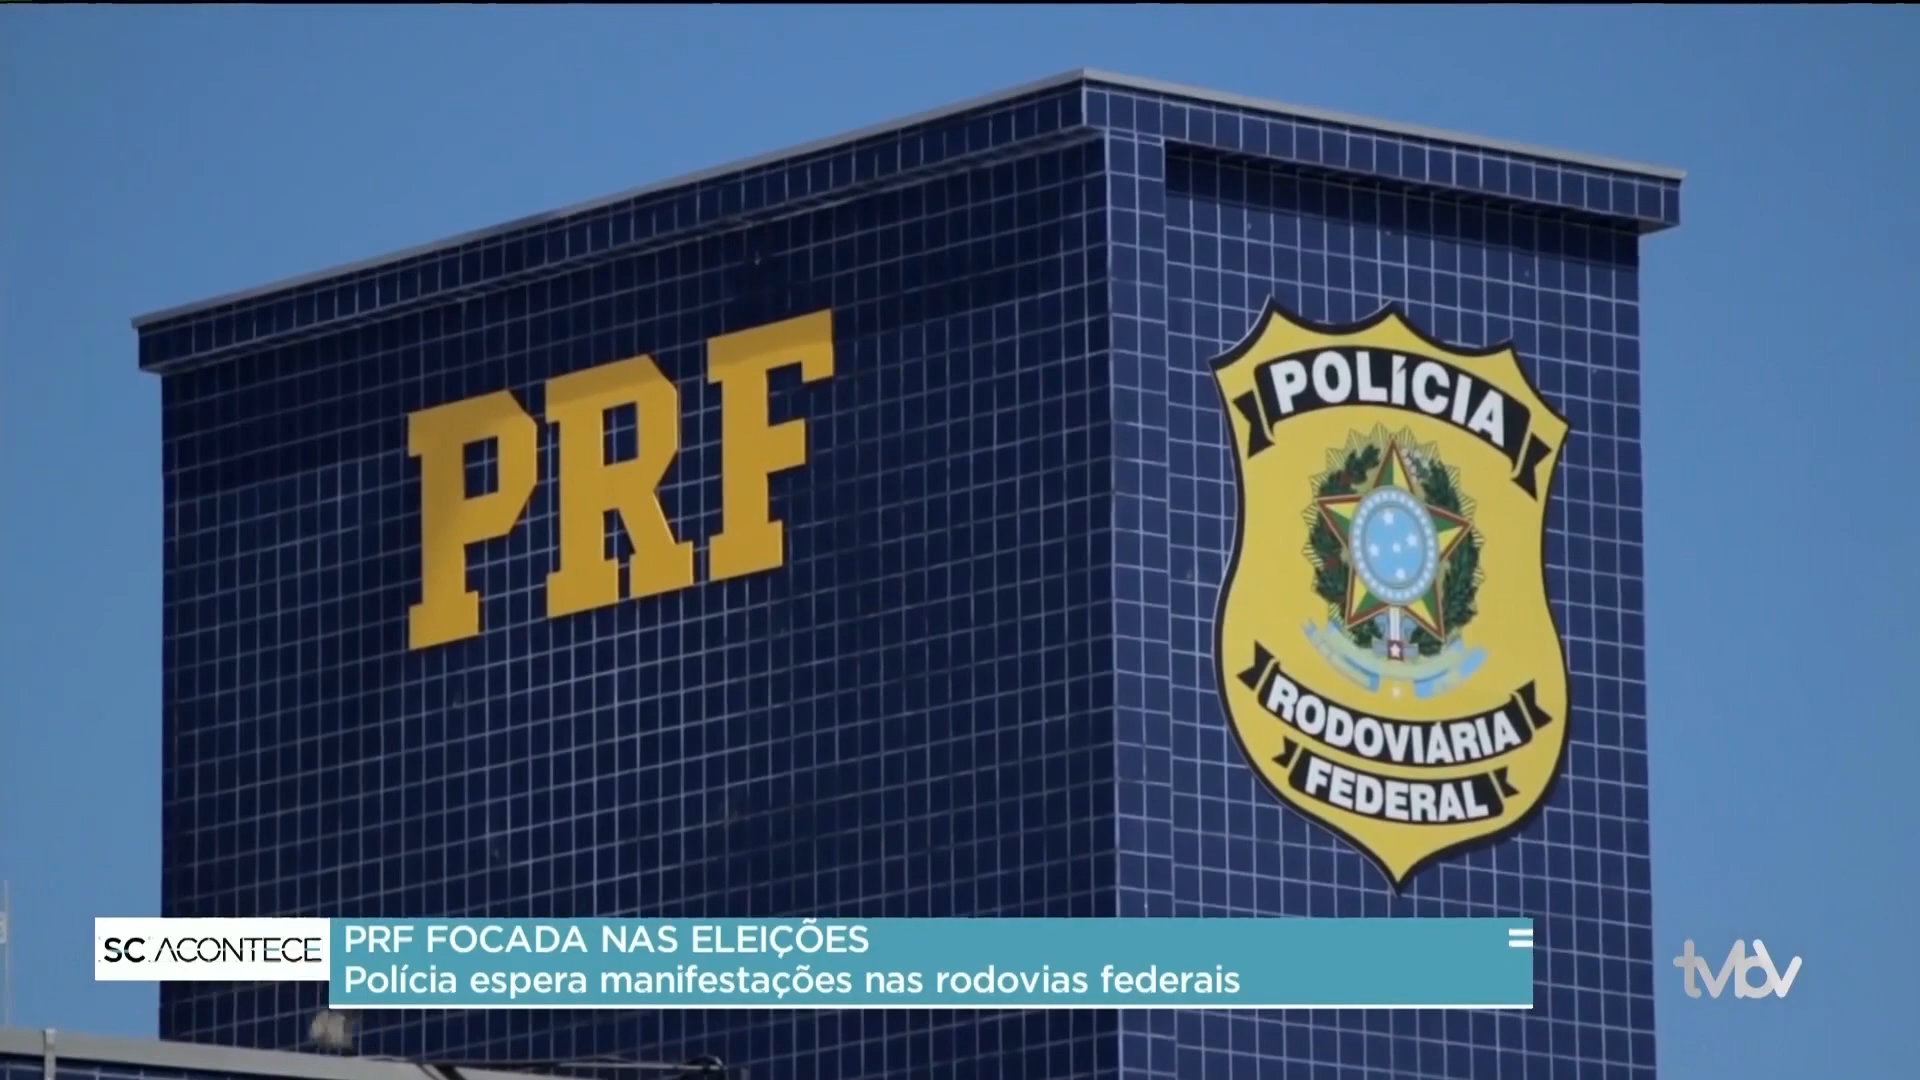 PRF
POLÍCIA
RODOVIÁRIA
FEDERAL
SC ACONTECE
PRF FOCADA NAS ELEIÇÕES
Polícia espera manifestações nas rodovias federais
tvbv